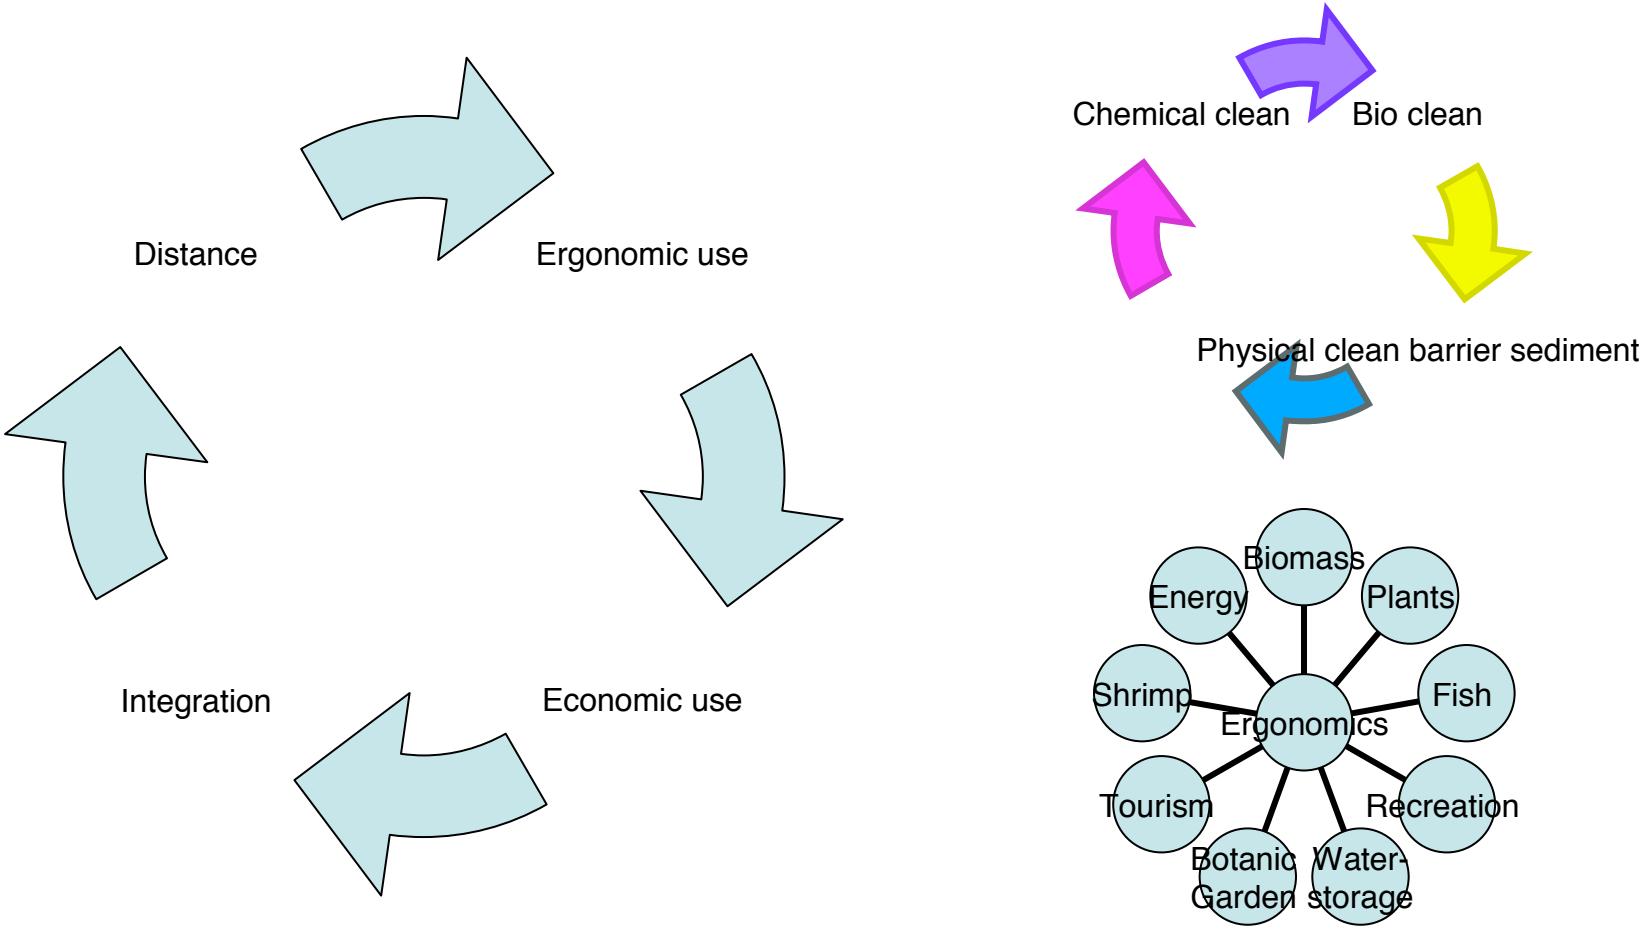 Distance
Ergonomic use
Integration
Economic use
Chemical clean
Bio clean
Physical clean barrier sediment
Biomass
Energy
Plants
Shrimp
Fish
Ergonomics
Tourism
Recreation
Botanic
Garden
Water-
storage